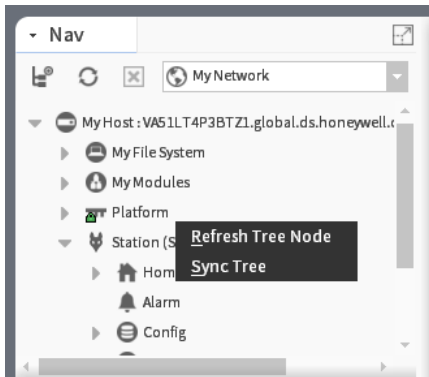 Nav
My Network
My Host : VA51LT4P3BTZ1.global.ds.honeywell.c
My File System
My Modules
Platform
Refresh Tree Node
Station (S
Sync Tree
Hom
Alarm
Config